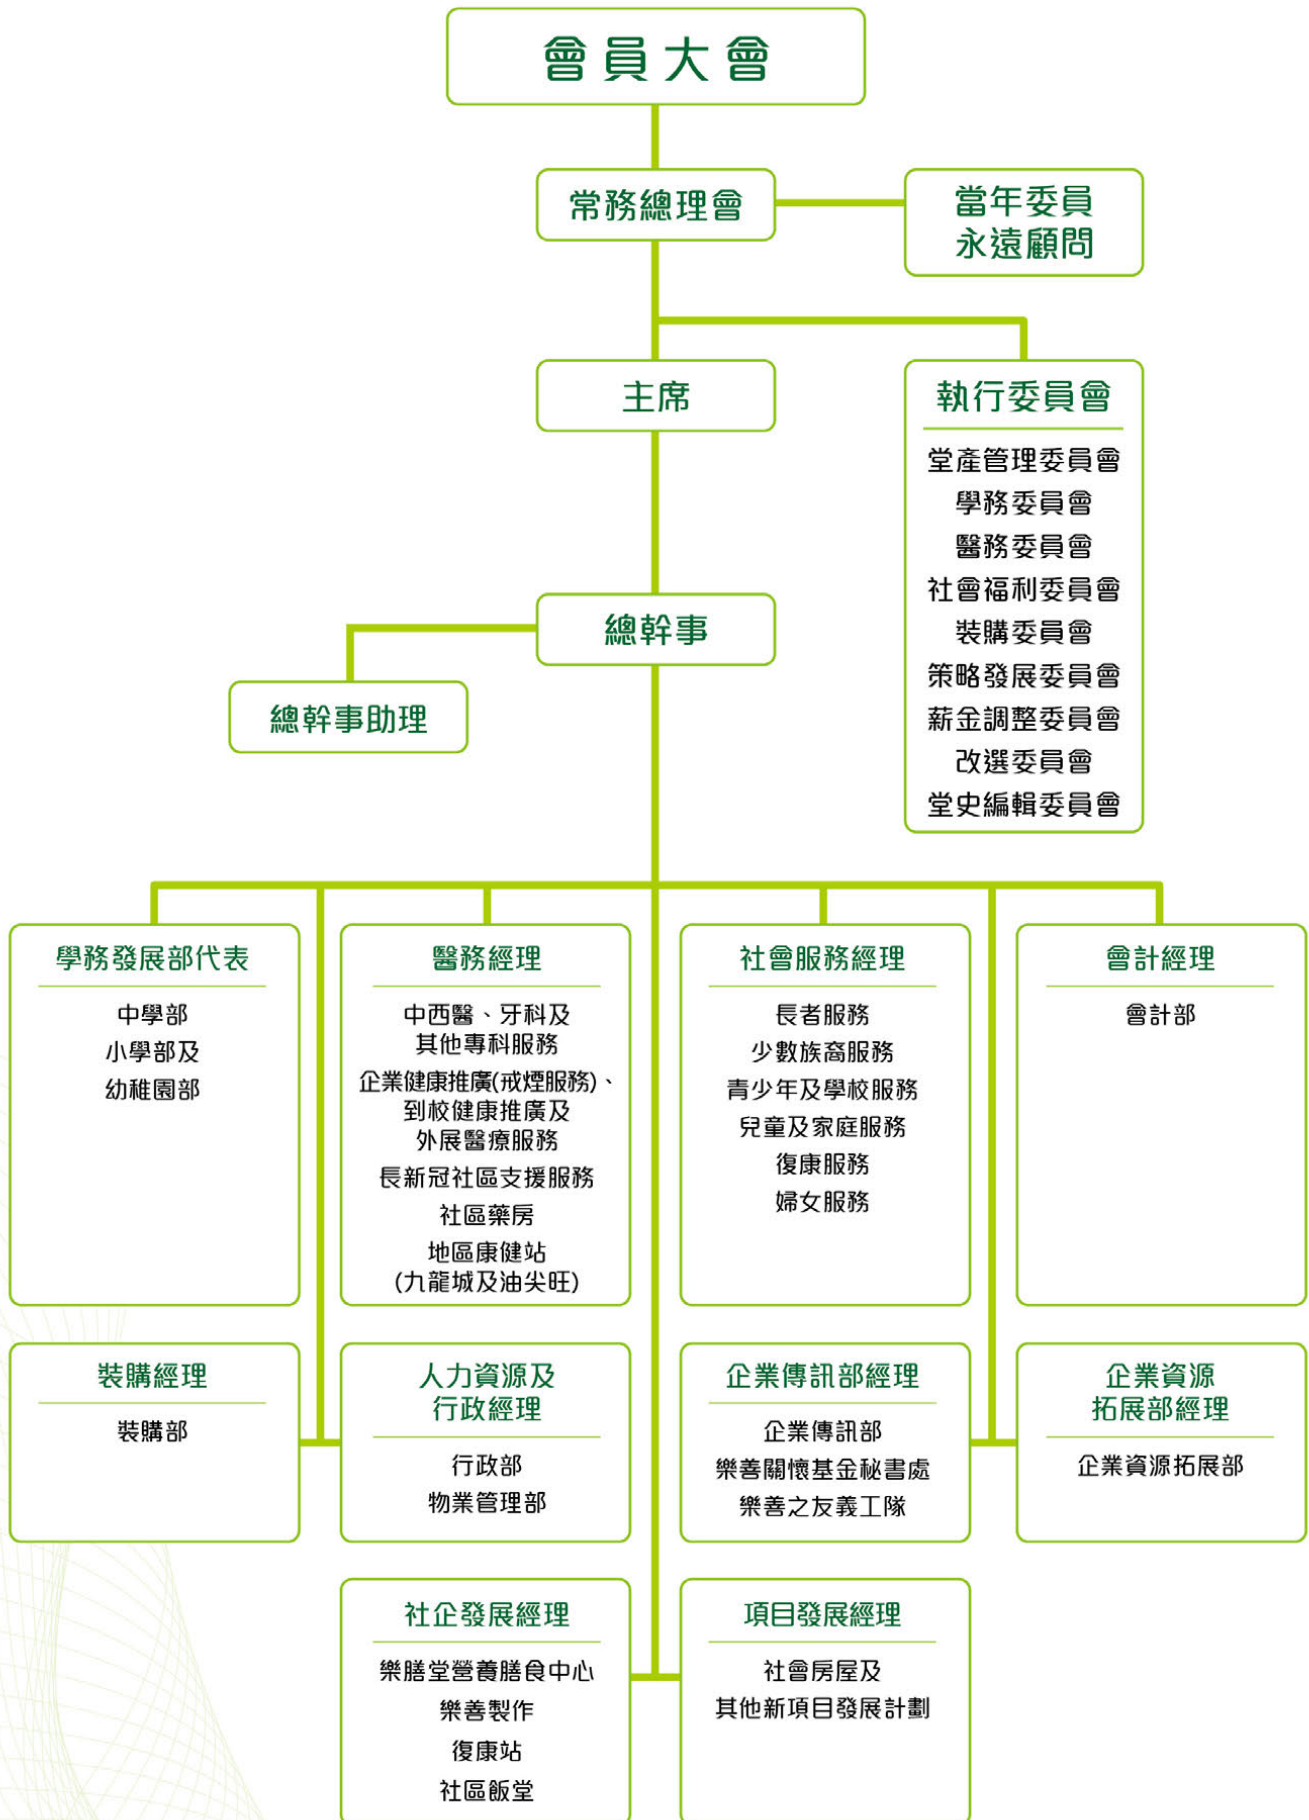 會員大會
常務總理會
當年委員
永遠顧問
主席
執行委員會
堂產管理委員會
學務委員會
醫務委員會
社會福利委員會
裝購委員會
策略發展委員會
薪金調整委員會
改選委員會
堂史編輯委員會
總幹事
總幹事助理
學務發展部代表
中學部
小學部及
幼稚園部
醫務經理
中西醫、牙科及
其他專科服務
企業健康推廣(戒煙服務)、
到校健康推廣及
外展醫療服務
長新冠社區支援服務
社區藥房
地區康健站
(九龍城及油尖旺)
社會服務經理
長者服務
少數族裔服務
青少年及學校服務
兒童及家庭服務
復康服務
婦女服務
會計經理
會計部
裝購經理
裝購部
人力資源及
行政經理
行政部
物業管理部
企業傳訊部經理
企業傳訊部
樂善關懷基金秘書處
樂善之友義工隊
企業資源
拓展部經理
企業資源拓展部
社企發展經理
樂膳堂營養膳食中心
樂善製作
復康站
社區飯堂
項目發展經理
社會房屋及
其他新項目發展計劃